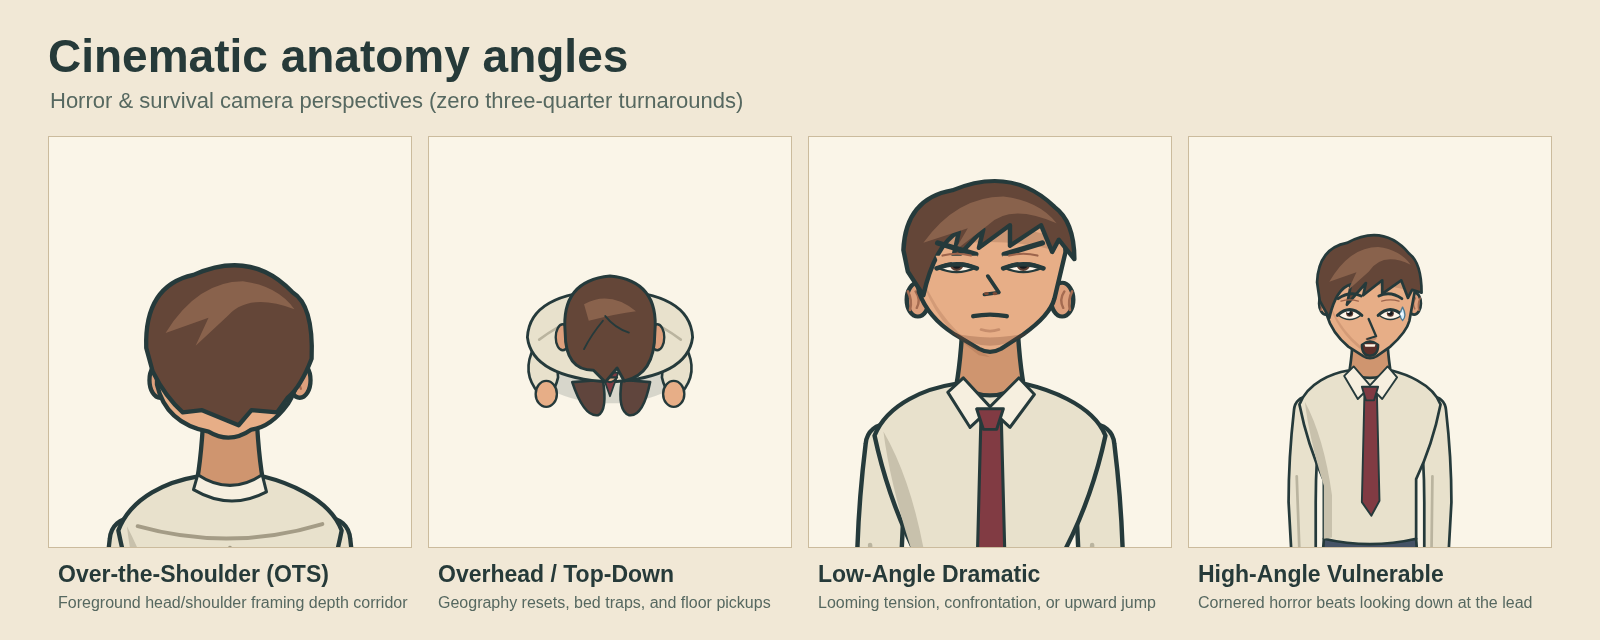 Cinematic anatomy angles
Horror & survival camera perspectives (zero three-quarter turnarounds)
Over-the-Shoulder (OTS)
Foreground head/shoulder framing depth corridor
Overhead / Top-Down
Geography resets, bed traps, and floor pickups
Low-Angle Dramatic
Looming tension, confrontation, or upward jump
High-Angle Vulnerable
Cornered horror beats looking down at the lead